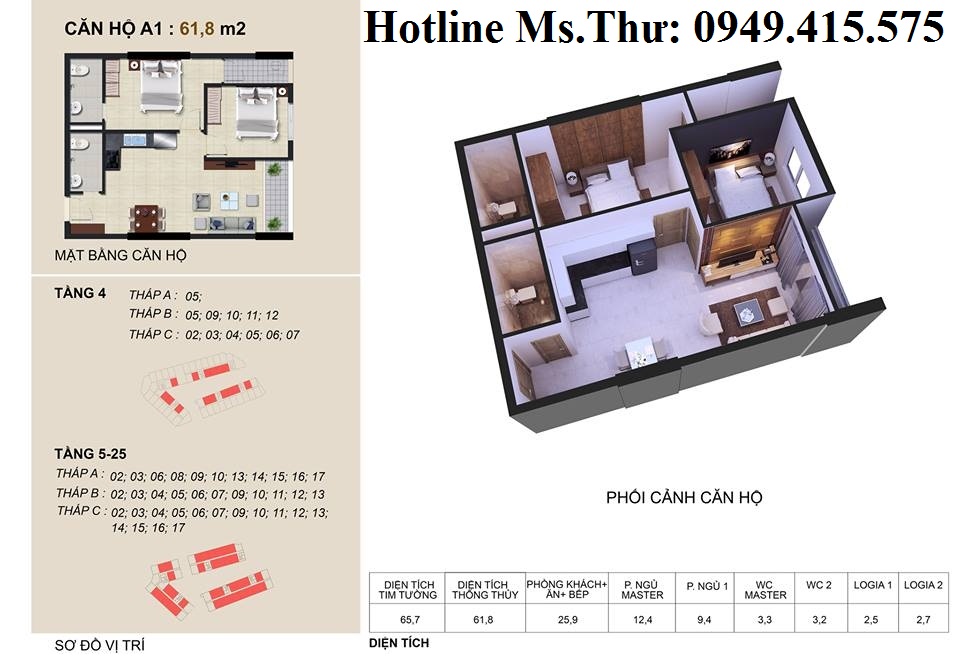 CĂN HỘ A1 : 61,8 m2
Hotline Ms.Thư: 0949.415.575
MẶT BẰNG CĂN HỘ
TẦNG 4
THÁP A : 05;
THÁP B : 05; 09; 10; 11; 12
THÁP C : 02; 03; 04; 05; 06; 07
TẦNG 5-25
THÁP A : 02; 03; 06; 08; 09; 10; 13; 14; 15; 16; 17
THÁP B : 02; 03; 04; 05; 06; 07; 09; 10; 11; 12; 13
THÁP C : 02; 03; 04; 05; 06; 07; 09; 10; 11; 12; 13;
14; 15; 16; 17
SƠ ĐỒ VỊ TRÍ
PHỐI CẢNH CĂN HỘ
DIỆN TÍCH TIM TƯỜNG DIỆN TÍCH THÔNG THỦY PHÒNG KHÁCH+ ĂN+ BẾP P. NGỦ MASTER P. NGỦ 1 WC MASTER WC 2 LOGIA 1 LOGIA 2
65,7 61,8 25,9 12,4 9,4 3,3 3,2 2,5 2,7
DIỆN TÍCH